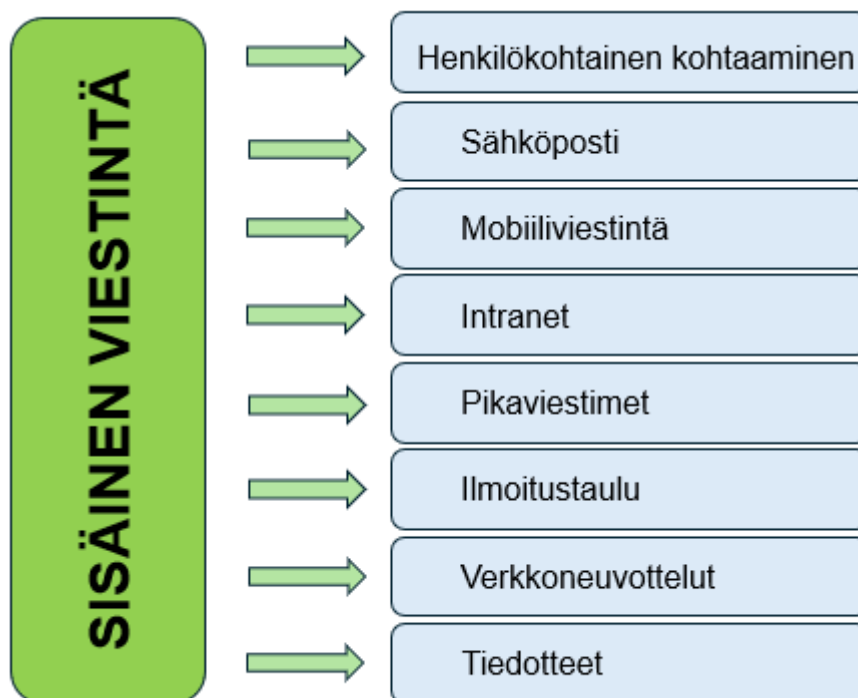 SISÄINEN VIESTINTÄ
Henkilökohtainen kohtaaminen
Sähköposti
Mobiiliviestintä
Intranet
Pikaviestimet
Ilmoitustaulu
Verkkoneuvottelut
Tiedotteet